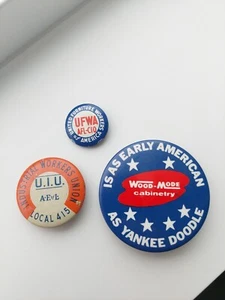 UNITED FURNITURE WORKERS
UFWA
AFL-CIO
OF AMERICA
INDUSTRIAL WORKERS UNION
U.I.U.
LOCAL 415
IS AS EARLY AMERICAN
WOOD-MODE
cabinetry
AS YANKEE DOODLE